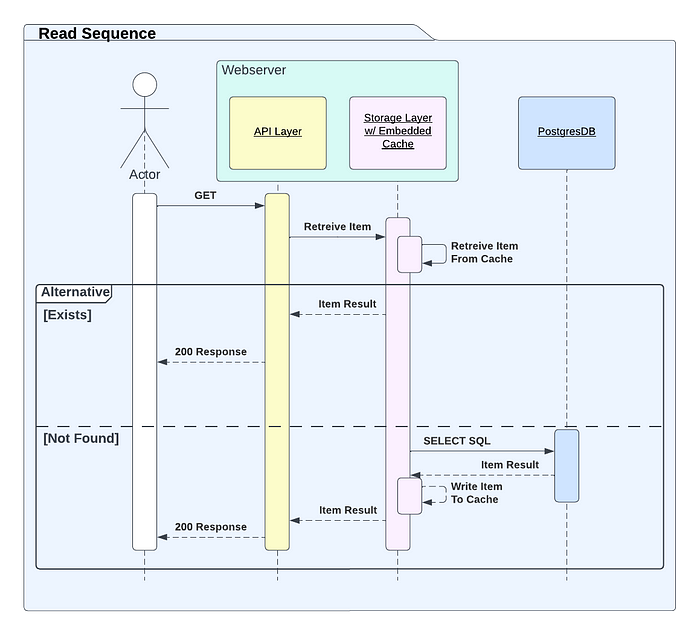 Read Sequence
Webserver
API Layer
Storage Layer
w/ Embedded
Cache
PostgresDB
Actor
GET
Retreive Item
Retreive Item
From Cache
Alternative
[Exists]
Item Result
200 Response
[Not Found]
SELECT SQL
Item Result
Write Item
To Cache
Item Result
200 Response